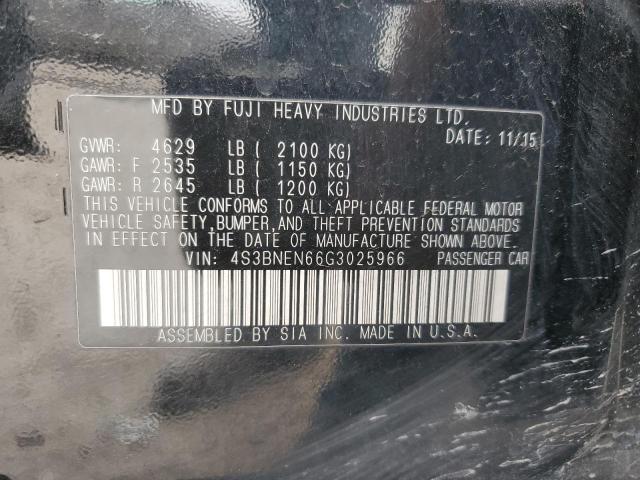 MFD BY FUJI HEAVY INDUSTRIES LTD.
DATE: 11/15
GVWR: 4629 LB ( 2100 KG)
GAWR: F 2535 LB ( 1150 KG)
GAWR: R 2645 LB ( 1200 KG)
THIS VEHICLE CONFORMS TO ALL APPLICABLE FEDERAL MOTOR
VEHICLE SAFETY,BUMPER,AND THEFT PREVENTION STANDARDS
IN EFFECT ON THE DATE OF MANUFACTURE SHOWN ABOVE.
VIN: 4S3BNEN66G3025966 PASSENGER CAR
ASSEMBLED BY SIA INC. MADE IN U.S.A.